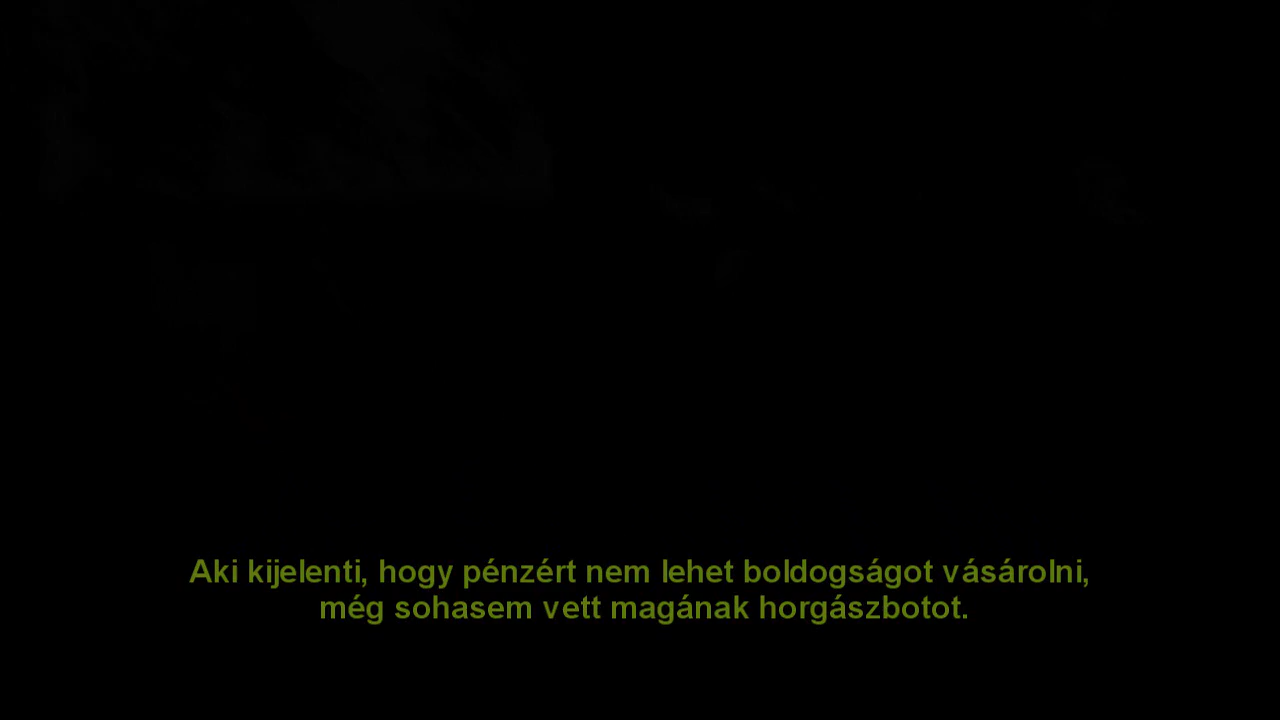 Aki kijelenti, hogy pénzért nem lehet boldogságot vásárolni,
még sohasem vett magának horgászbotot.